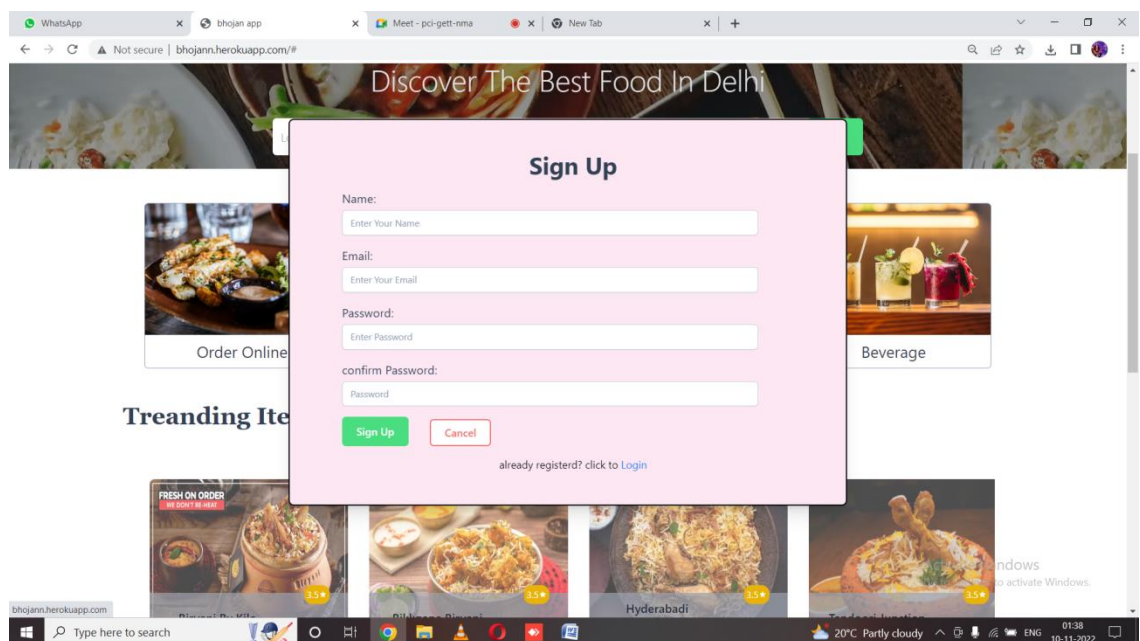 WhatsApp
bhojan app
Meet - pci-gett-nma
New Tab
Not secure
bhojann.herokuapp.com/#
Discover The Best Food In Delhi
Sign Up
Name:
Enter Your Name
Email:
Enter Your Email
Password:
Enter Password
confirm Password:
Password
Sign Up
Cancel
already registerd? click to Login
Order Online
Beverage
Treanding Ite
FRESH ON ORDER
WE DON'T RE-HEAT
3.5★
3.5★
3.5★
3.5★
Hyderabadi
to activate Windows.
bhojann.herokuapp.com
Type here to search
20°C Partly cloudy
ENG
01:38
10-11-2022